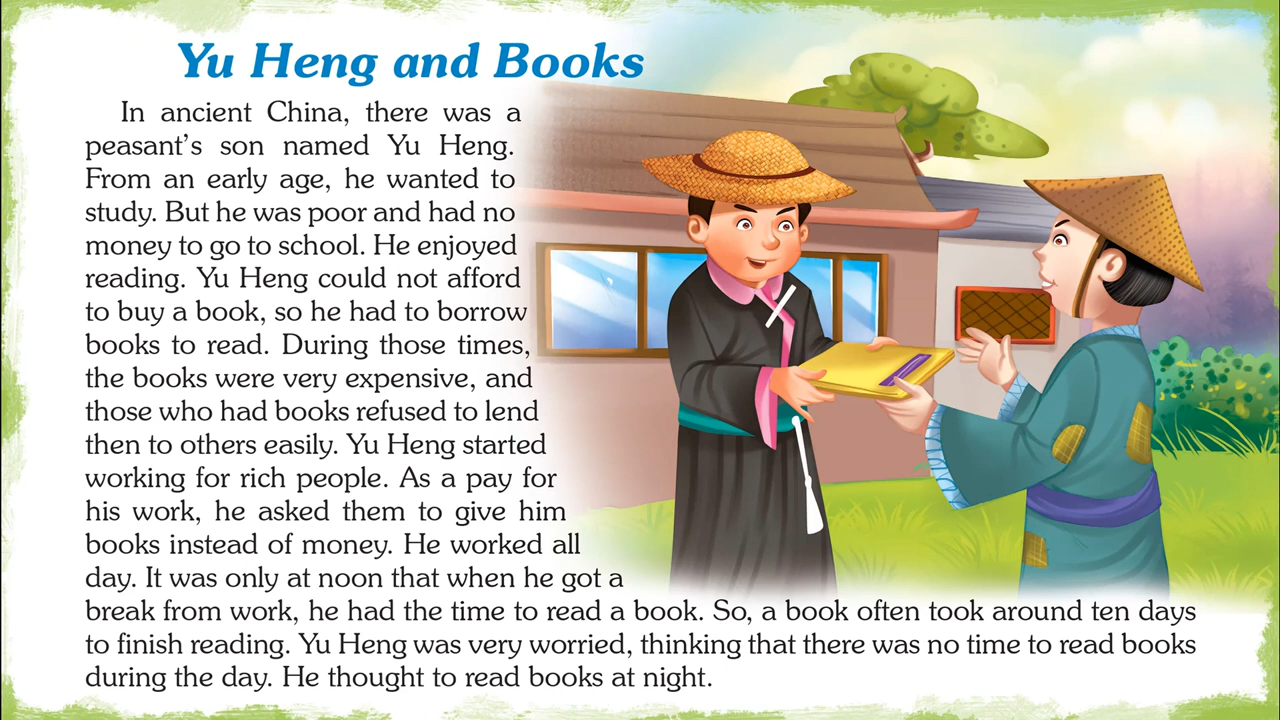 Yu Heng and Books
In ancient China, there was a
peasant's son named Yu Heng.
From an early age, he wanted to
study. But he was poor and had no
money to go to school. He enjoyed
reading. Yu Heng could not afford
to buy a book, so he had to borrow
books to read. During those times,
the books were very expensive, and
those who had books refused to lend
then to others easily. Yu Heng started
working for rich people. As a pay for
his work, he asked them to give him
books instead of money. He worked all
day. It was only at noon that when he got a
break from work, he had the time to read a book. So, a book often took around ten days
to finish reading. Yu Heng was very worried, thinking that there was no time to read books
during the day. He thought to read books at night.